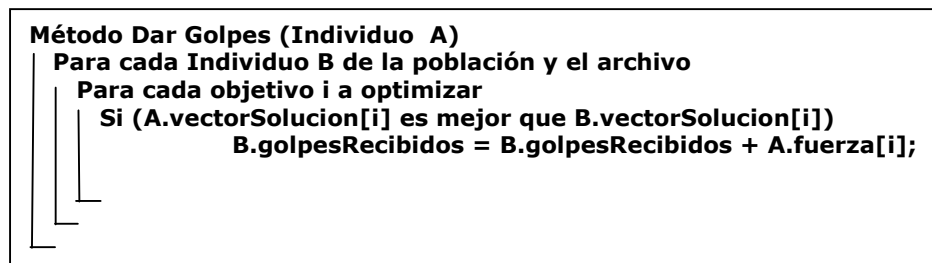 Método Dar Golpes (Individuo A)
Para cada Individuo B de la población y el archivo
Para cada objetivo i a optimizar
Si (A.vectorSolucion[i] es mejor que B.vectorSolucion[i])
B.golpesRecibidos = B.golpesRecibidos + A.fuerza[i];